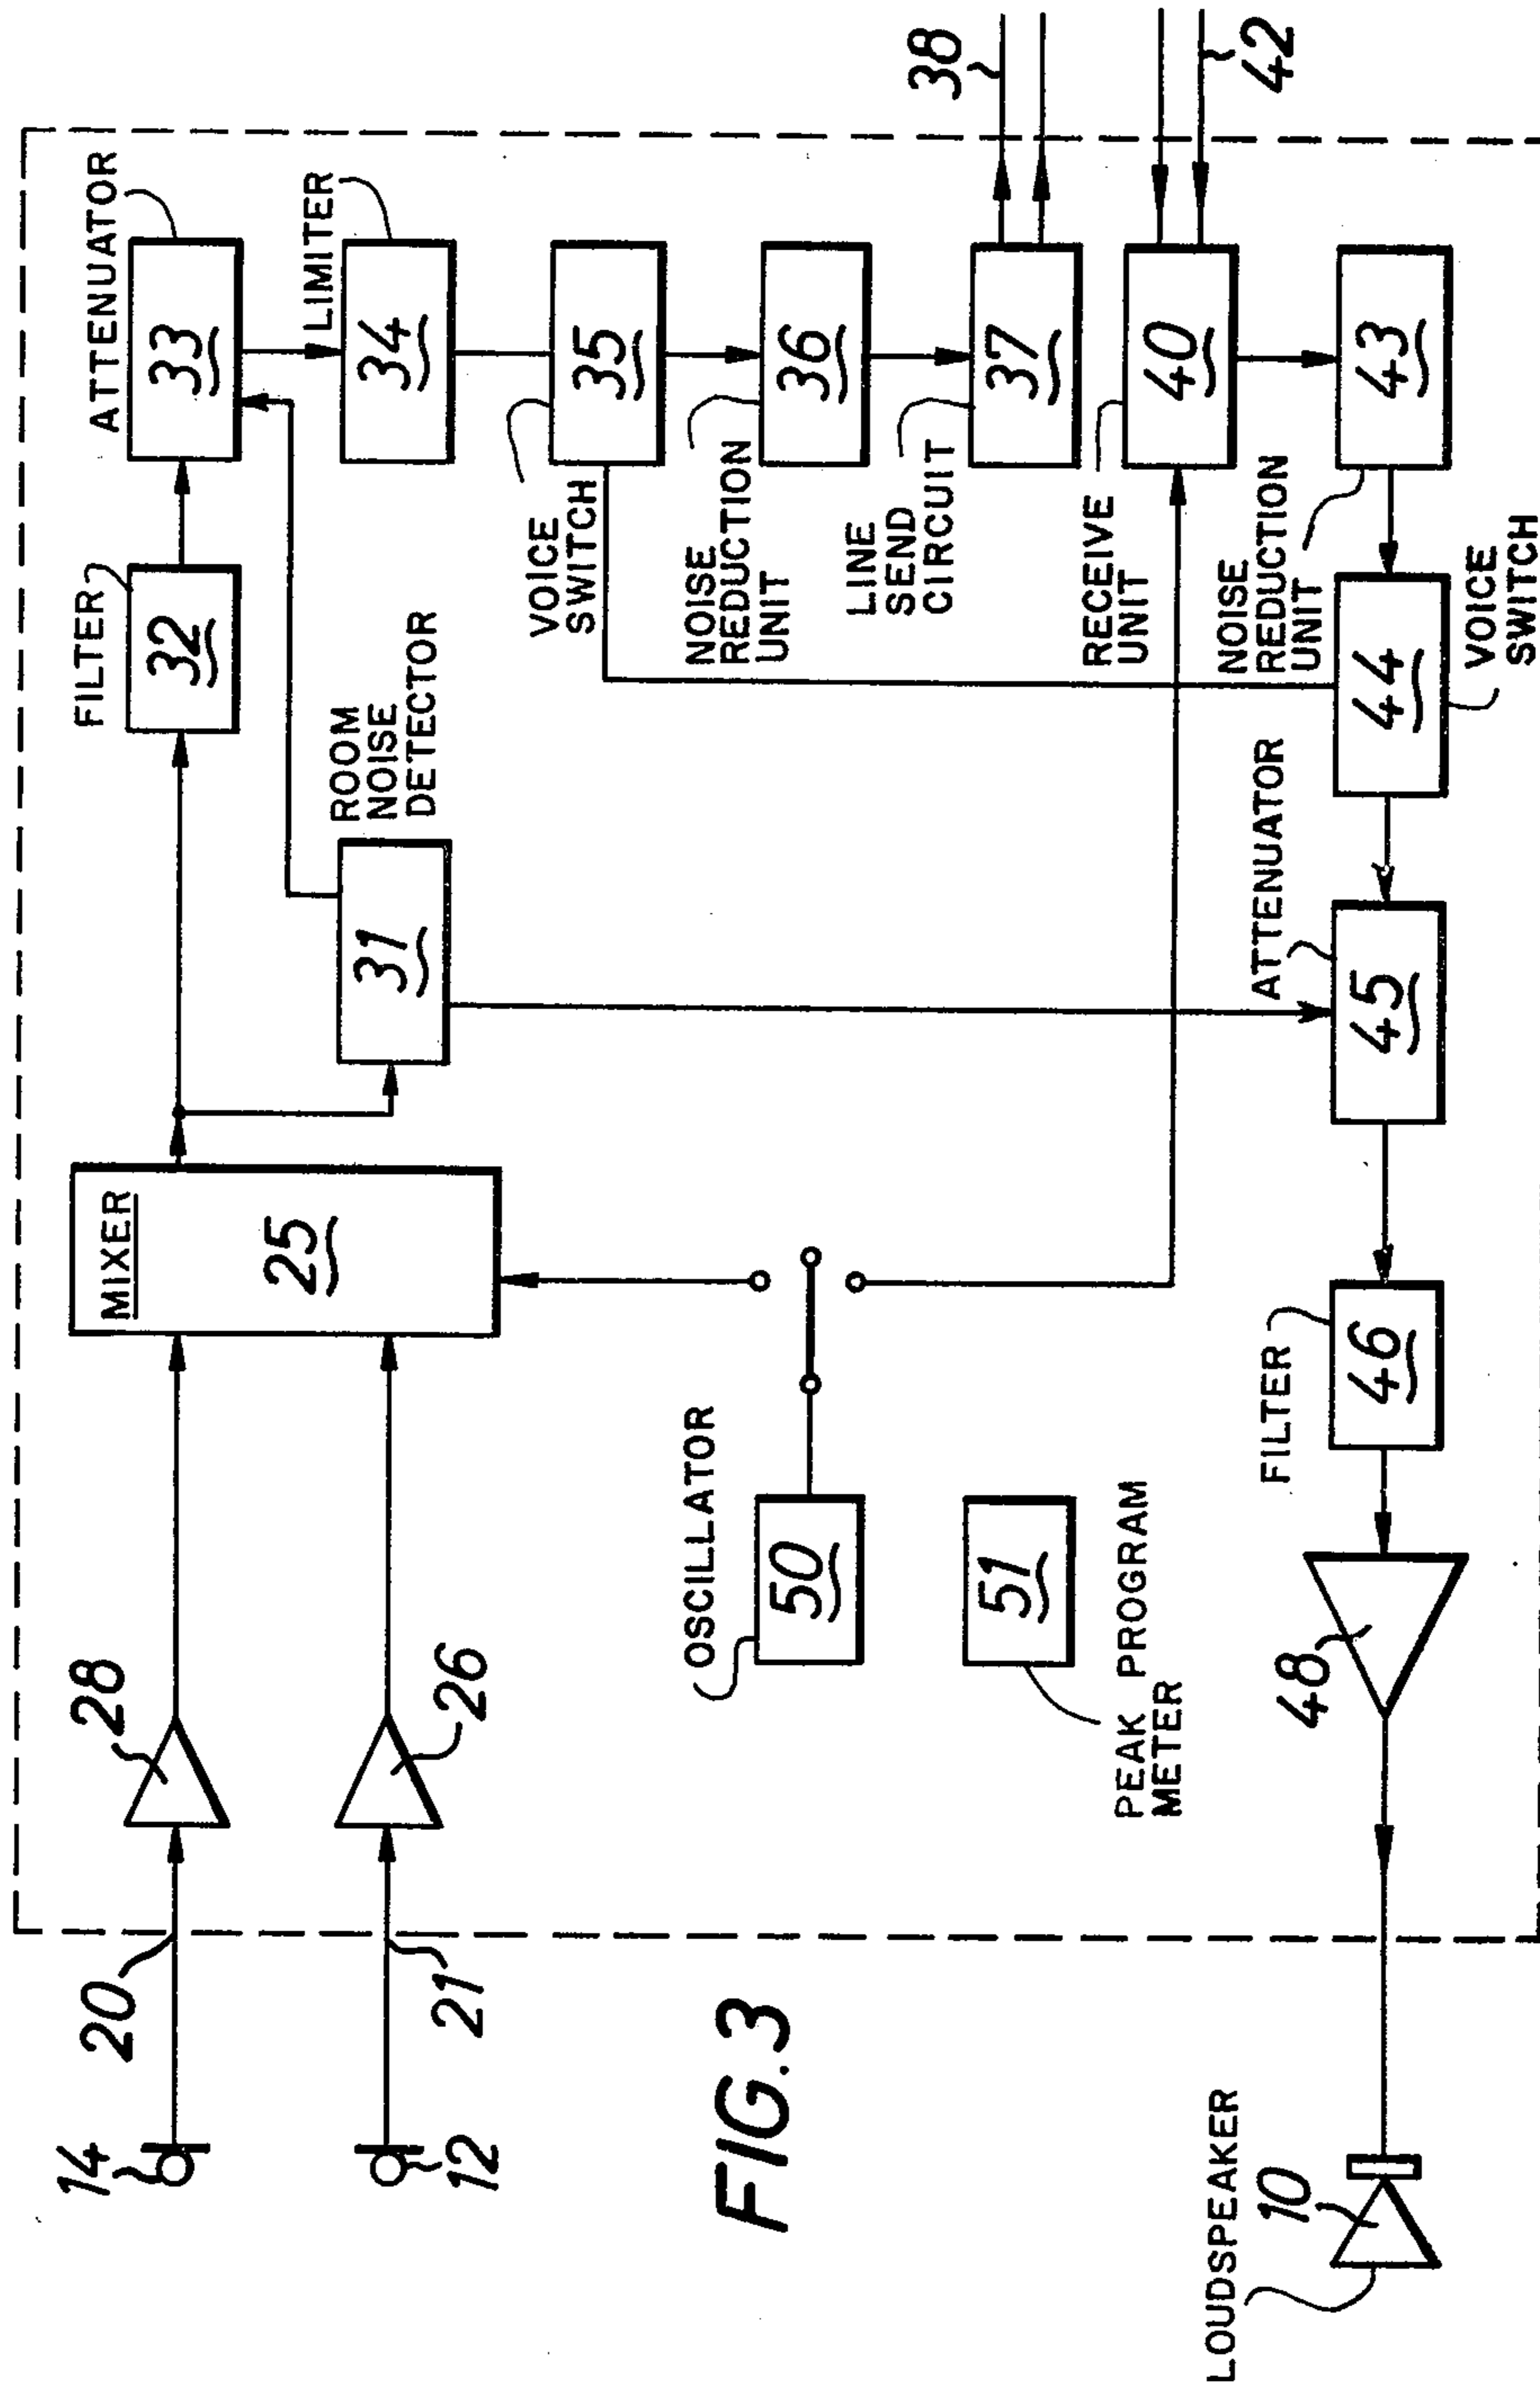 ATTENUATOR
33
FILTER
32
LIMITER
34
ROOM
NOISE
DETECTOR
31
MIXER
25
28
26
20
21
14
12
VOICE
SWITCH
35
NOISE
REDUCTION
UNIT
36
LINE
SEND
CIRCUIT
37
38
RECEIVE
UNIT
40
42
NOISE
REDUCTION
UNIT
43
VOICE
SWITCH
44
ATTENUATOR
45
FILTER
46
48
OSCILLATOR
50
51
PEAK PROGRAM
METER
LOUDSPEAKER
10
FIG.3